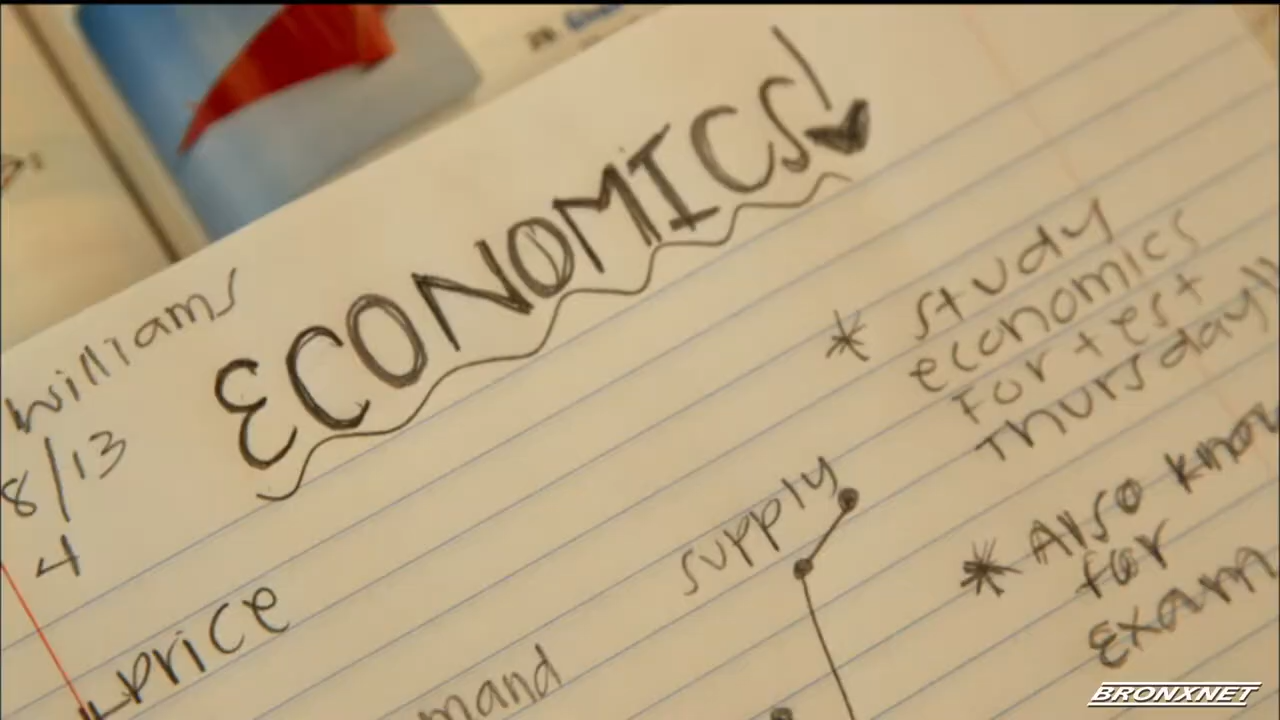 ECONOMICS
Williams
8/13
4
* study
economics
for test
Thursday!!
supply
* Also know
for
Exam
price
mand
BRONXNET